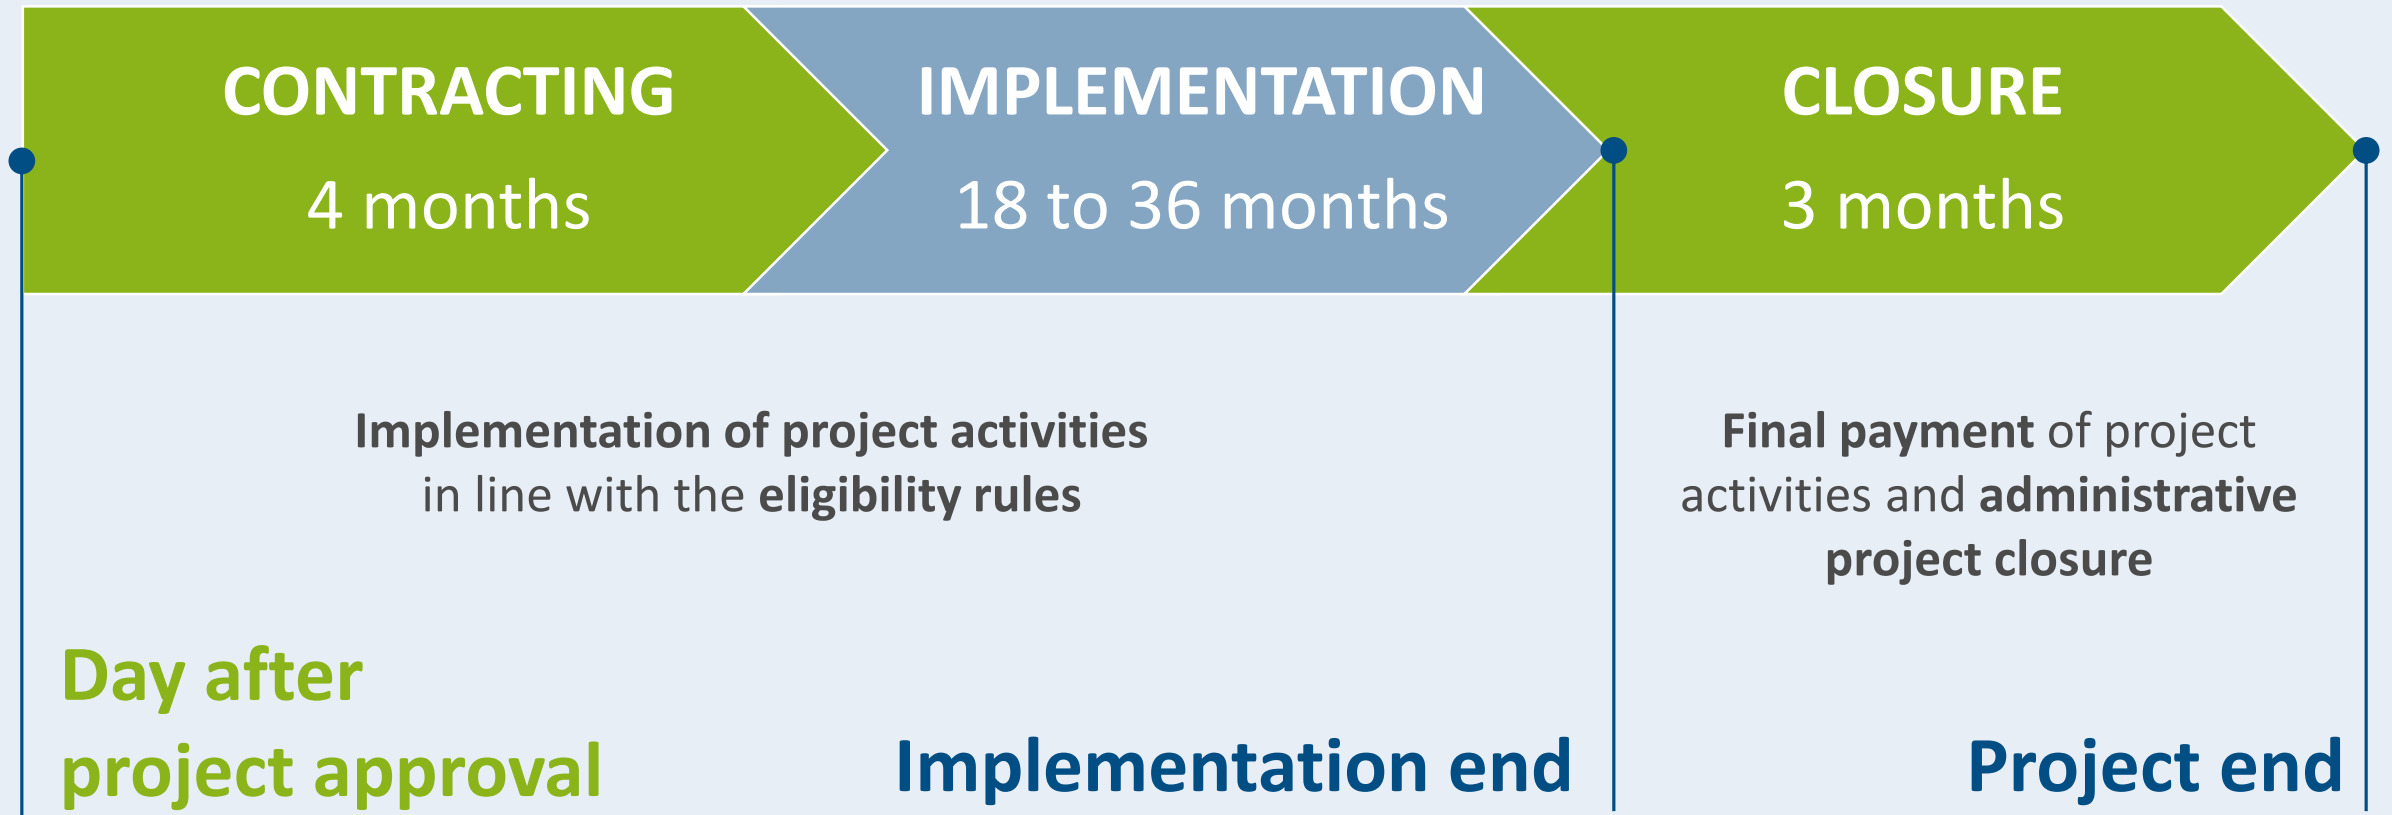 CONTRACTING
4 months
IMPLEMENTATION
18 to 36 months
CLOSURE
3 months
Implementation of project activities
in line with the eligibility rules
Final payment of project
activities and administrative
project closure
Day after
project approval
Implementation end
Project end